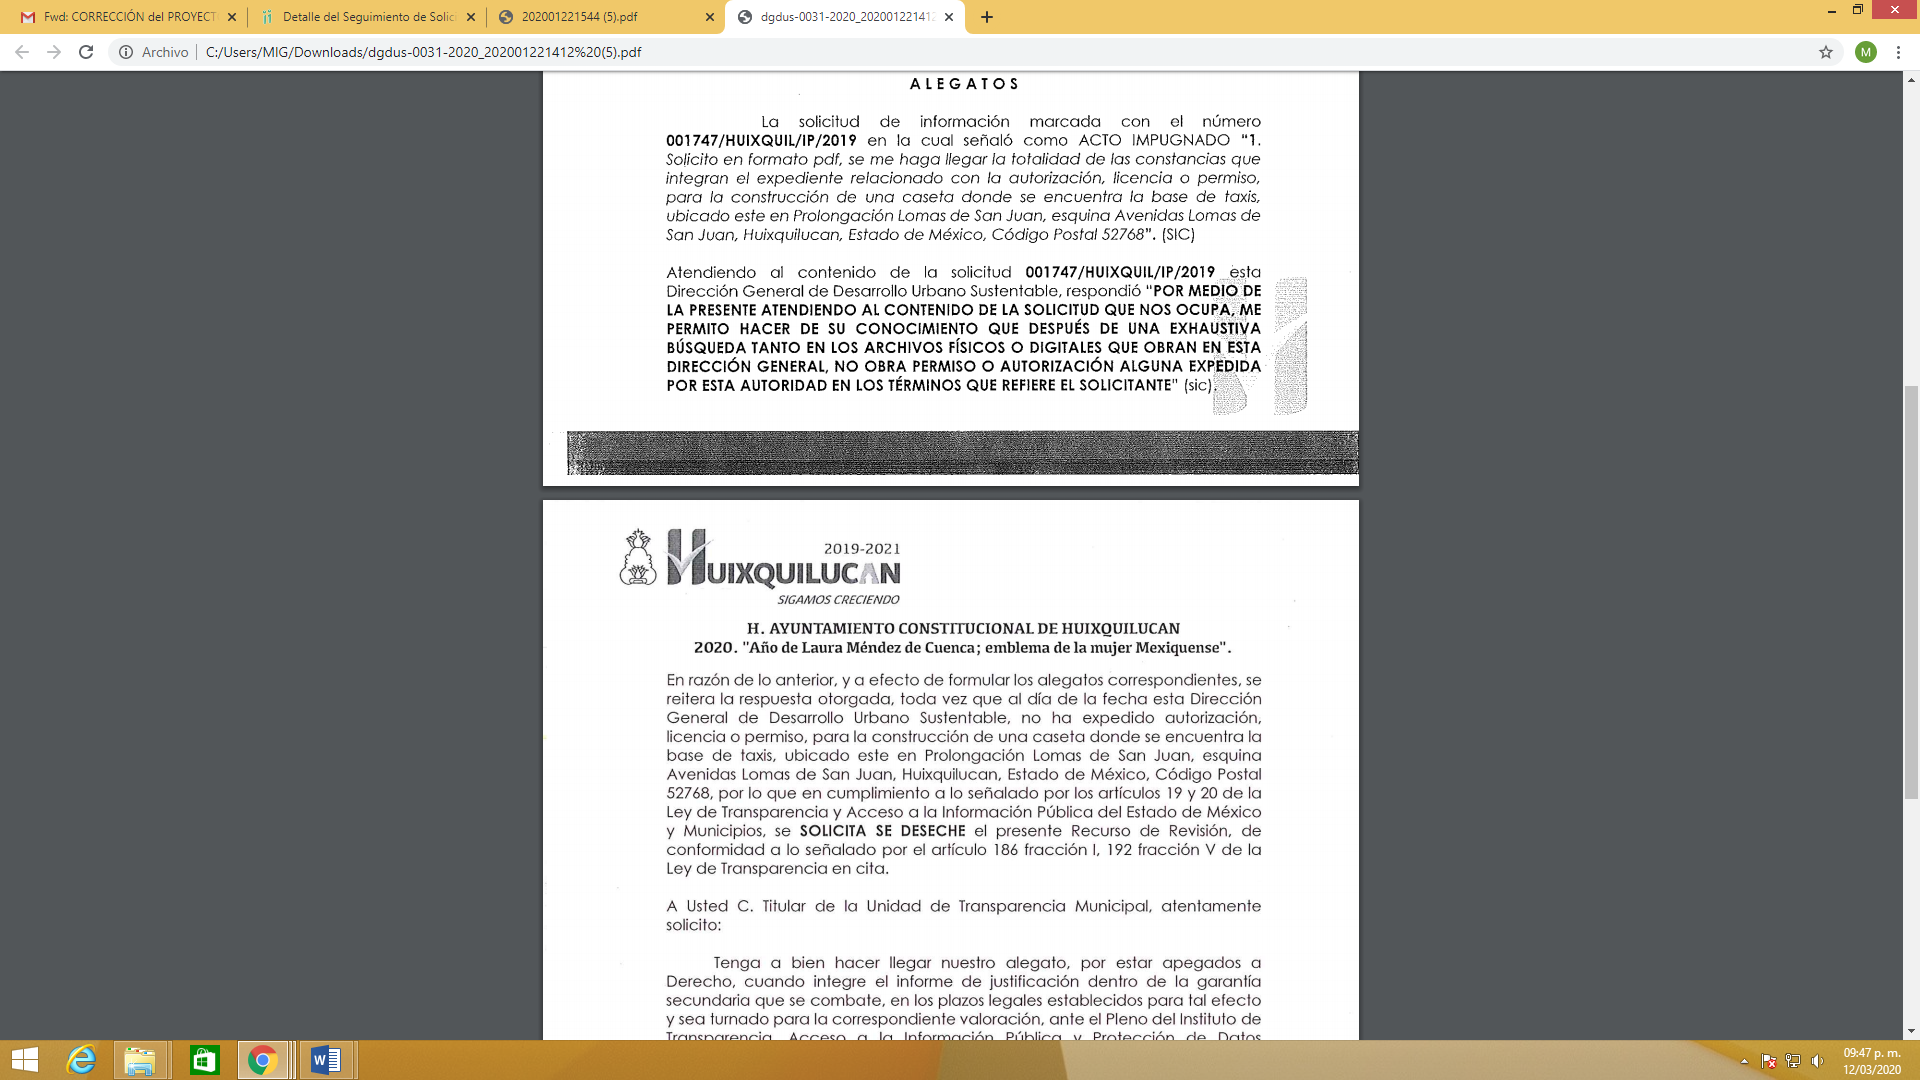 Fwd: CORRECCIÓN del PROYECT
Detalle del Seguimiento de Solic
202001221544 (5).pdf
dgdus-0031-2020_202001221412
Archivo
C:/Users/MIG/Downloads/dgdus-0031-2020_202001221412%20(5).pdf
M
ALEGATOS
La solicitud de información marcada con el número
001747/HUIXQUIL/IP/2019 en la cual señaló como ACTO IMPUGNADO "1.
Solicito en formato pdf, se me haga llegar la totalidad de las constancias que
integran el expediente relacionado con la autorización, licencia o permiso,
para la construcción de una caseta donde se encuentra la base de taxis,
ubicado este en Prolongación Lomas de San Juan, esquina Avenidas Lomas de
San Juan, Huixquilucan, Estado de México, Código Postal 52768". (SIC)
Atendiendo al contenido de la solicitud 001747/HUIXQUIL/IP/2019 esta
Dirección General de Desarrollo Urbano Sustentable, respondió "POR MEDIO DE
LA PRESENTE ATENDIENDO AL CONTENIDO DE LA SOLICITUD QUE NOS OCUPA, ME
PERMITO HACER DE SU CONOCIMIENTO QUE DESPUÉS DE UNA EXHAUSTIVA
BÚSQUEDA TANTO EN LOS ARCHIVOS FÍSICOS O DIGITALES QUE OBRAN EN ESTA
DIRECCIÓN GENERAL, NO OBRA PERMISO O AUTORIZACIÓN ALGUNA EXPEDIDA
POR ESTA AUTORIDAD EN LOS TÉRMINOS QUE REFIERE EL SOLICITANTE" (sic).
2019-2021
HUIXQUILUCAN
SIGAMOS CRECIENDO
H. AYUNTAMIENTO CONSTITUCIONAL DE HUIXQUILUCAN
2020. "Año de Laura Méndez de Cuenca; emblema de la mujer Mexiquense".
En razón de lo anterior, y a efecto de formular los alegatos correspondientes, se
reitera la respuesta otorgada, toda vez que al día de la fecha esta Dirección
General de Desarrollo Urbano Sustentable, no ha expedido autorización,
licencia o permiso, para la construcción de una caseta donde se encuentra la
base de taxis, ubicado este en Prolongación Lomas de San Juan, esquina
Avenidas Lomas de San Juan, Huixquilucan, Estado de México, Código Postal
52768, por lo que en cumplimiento a lo señalado por los artículos 19 y 20 de la
Ley de Transparencia y Acceso a la Información Pública del Estado de México
y Municipios, se SOLICITA SE DESECHE el presente Recurso de Revisión, de
conformidad a lo señalado por el artículo 186 fracción I, 192 fracción V de la
Ley de Transparencia en cita.
A Usted C. Titular de la Unidad de Transparencia Municipal, atentamente
solicito:
Tenga a bien hacer llegar nuestro alegato, por estar apegados a
Derecho, cuando integre el informe de justificación dentro de la garantía
secundaria que se combate, en los plazos legales establecidos para tal efecto
y sea turnado para la correspondiente valoración, ante el Pleno del Instituto de
Transparencia, Acceso a la Información Pública y Protección de Datos
09:47 p. m.
12/03/2020